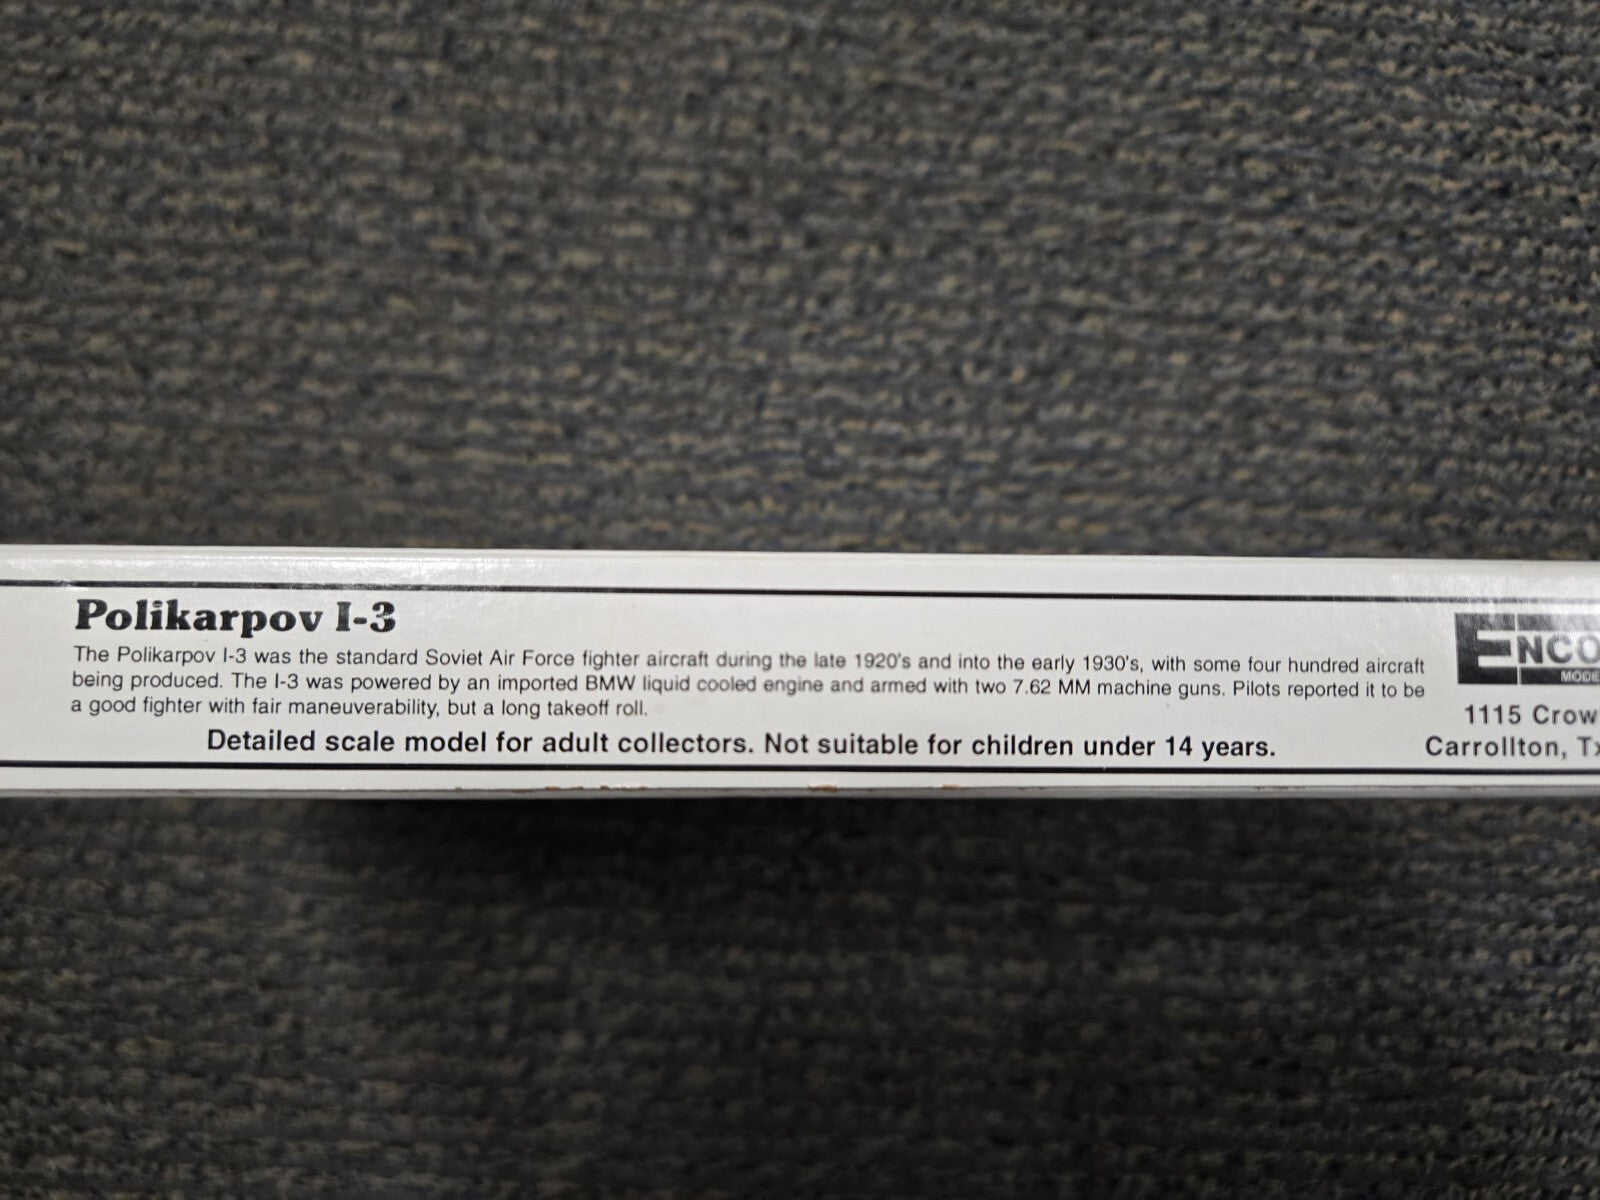 Polikarpov I-3
The Polikarpov I-3 was the standard Soviet Air Force fighter aircraft during the late 1920's and into the early 1930's, with some four hundred aircraft
being produced. The I-3 was powered by an imported BMW liquid cooled engine and armed with two 7.62 MM machine guns. Pilots reported it to be
a good fighter with fair maneuverability, but a long takeoff roll.
Detailed scale model for adult collectors. Not suitable for children under 14 years.
ENCO
MODE
1115 Crow
Carrollton, Tx